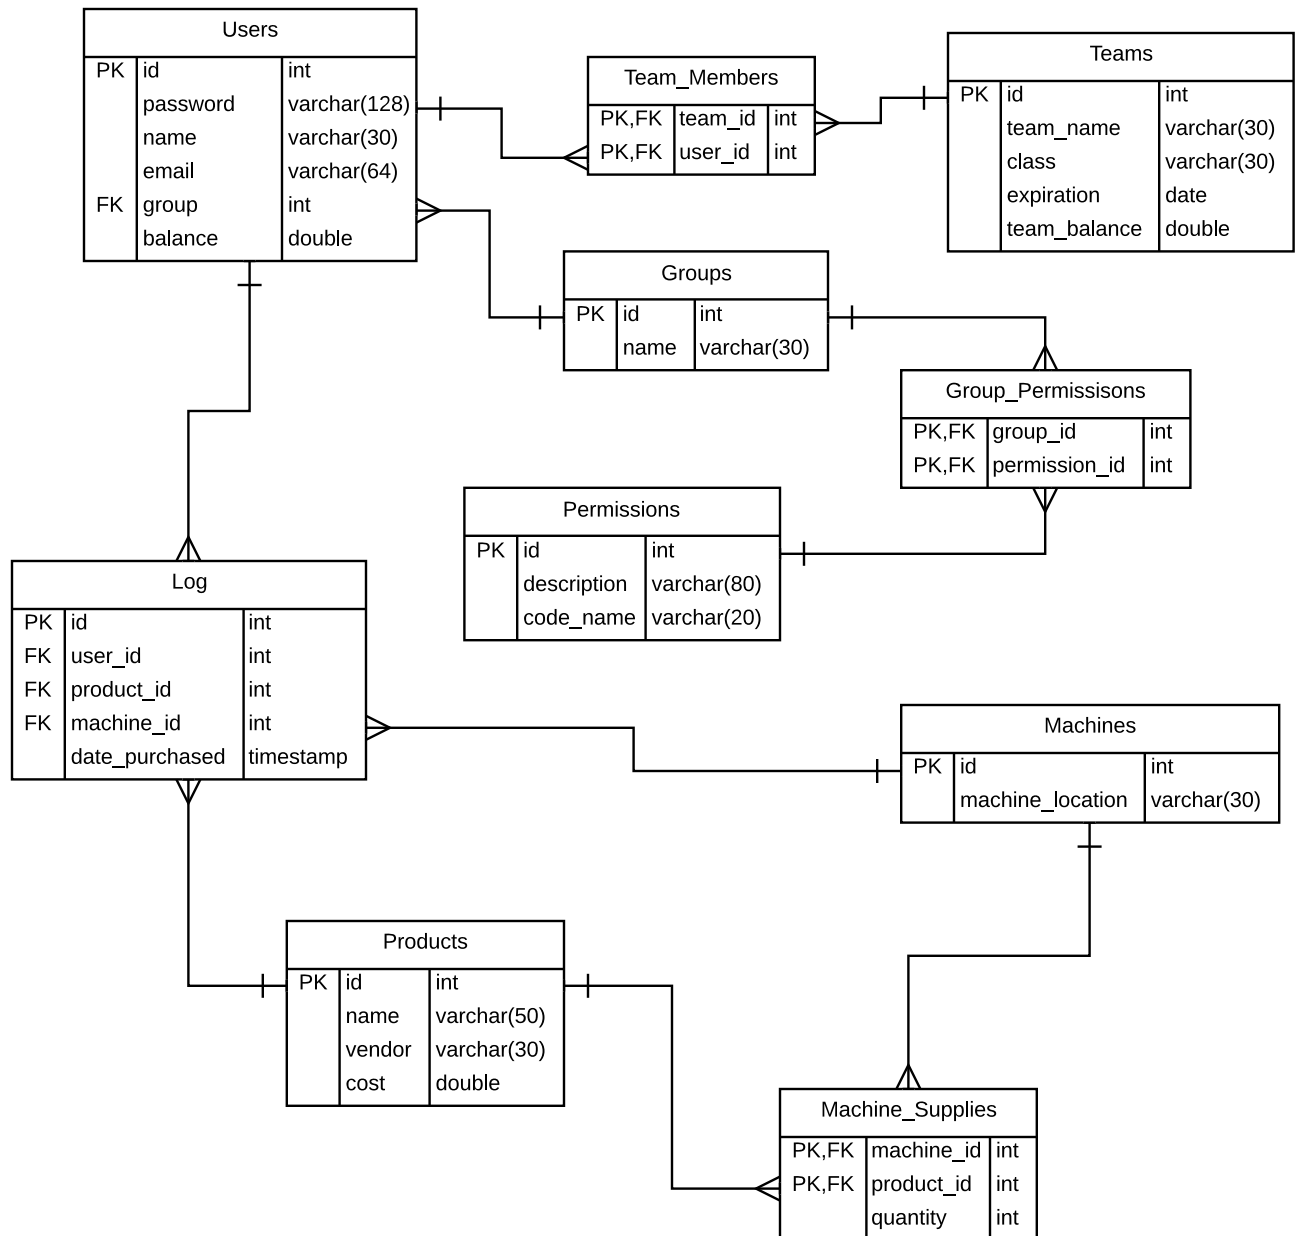 Users
PK id int
password varchar(128)
name varchar(30)
email varchar(64)
FK group int
balance double
Team_Members
PK,FK team_id int
PK,FK user_id int
Teams
PK id int
team_name varchar(30)
class varchar(30)
expiration date
team_balance double
Groups
PK id int
name varchar(30)
Group_Permissisons
PK,FK group_id int
PK,FK permission_id int
Permissions
PK id int
description varchar(80)
code_name varchar(20)
Log
PK id int
FK user_id int
FK product_id int
FK machine_id int
date_purchased timestamp
Machines
PK id int
machine_location varchar(30)
Products
PK id int
name varchar(50)
vendor varchar(30)
cost double
Machine_Supplies
PK,FK machine_id int
PK,FK product_id int
quantity int